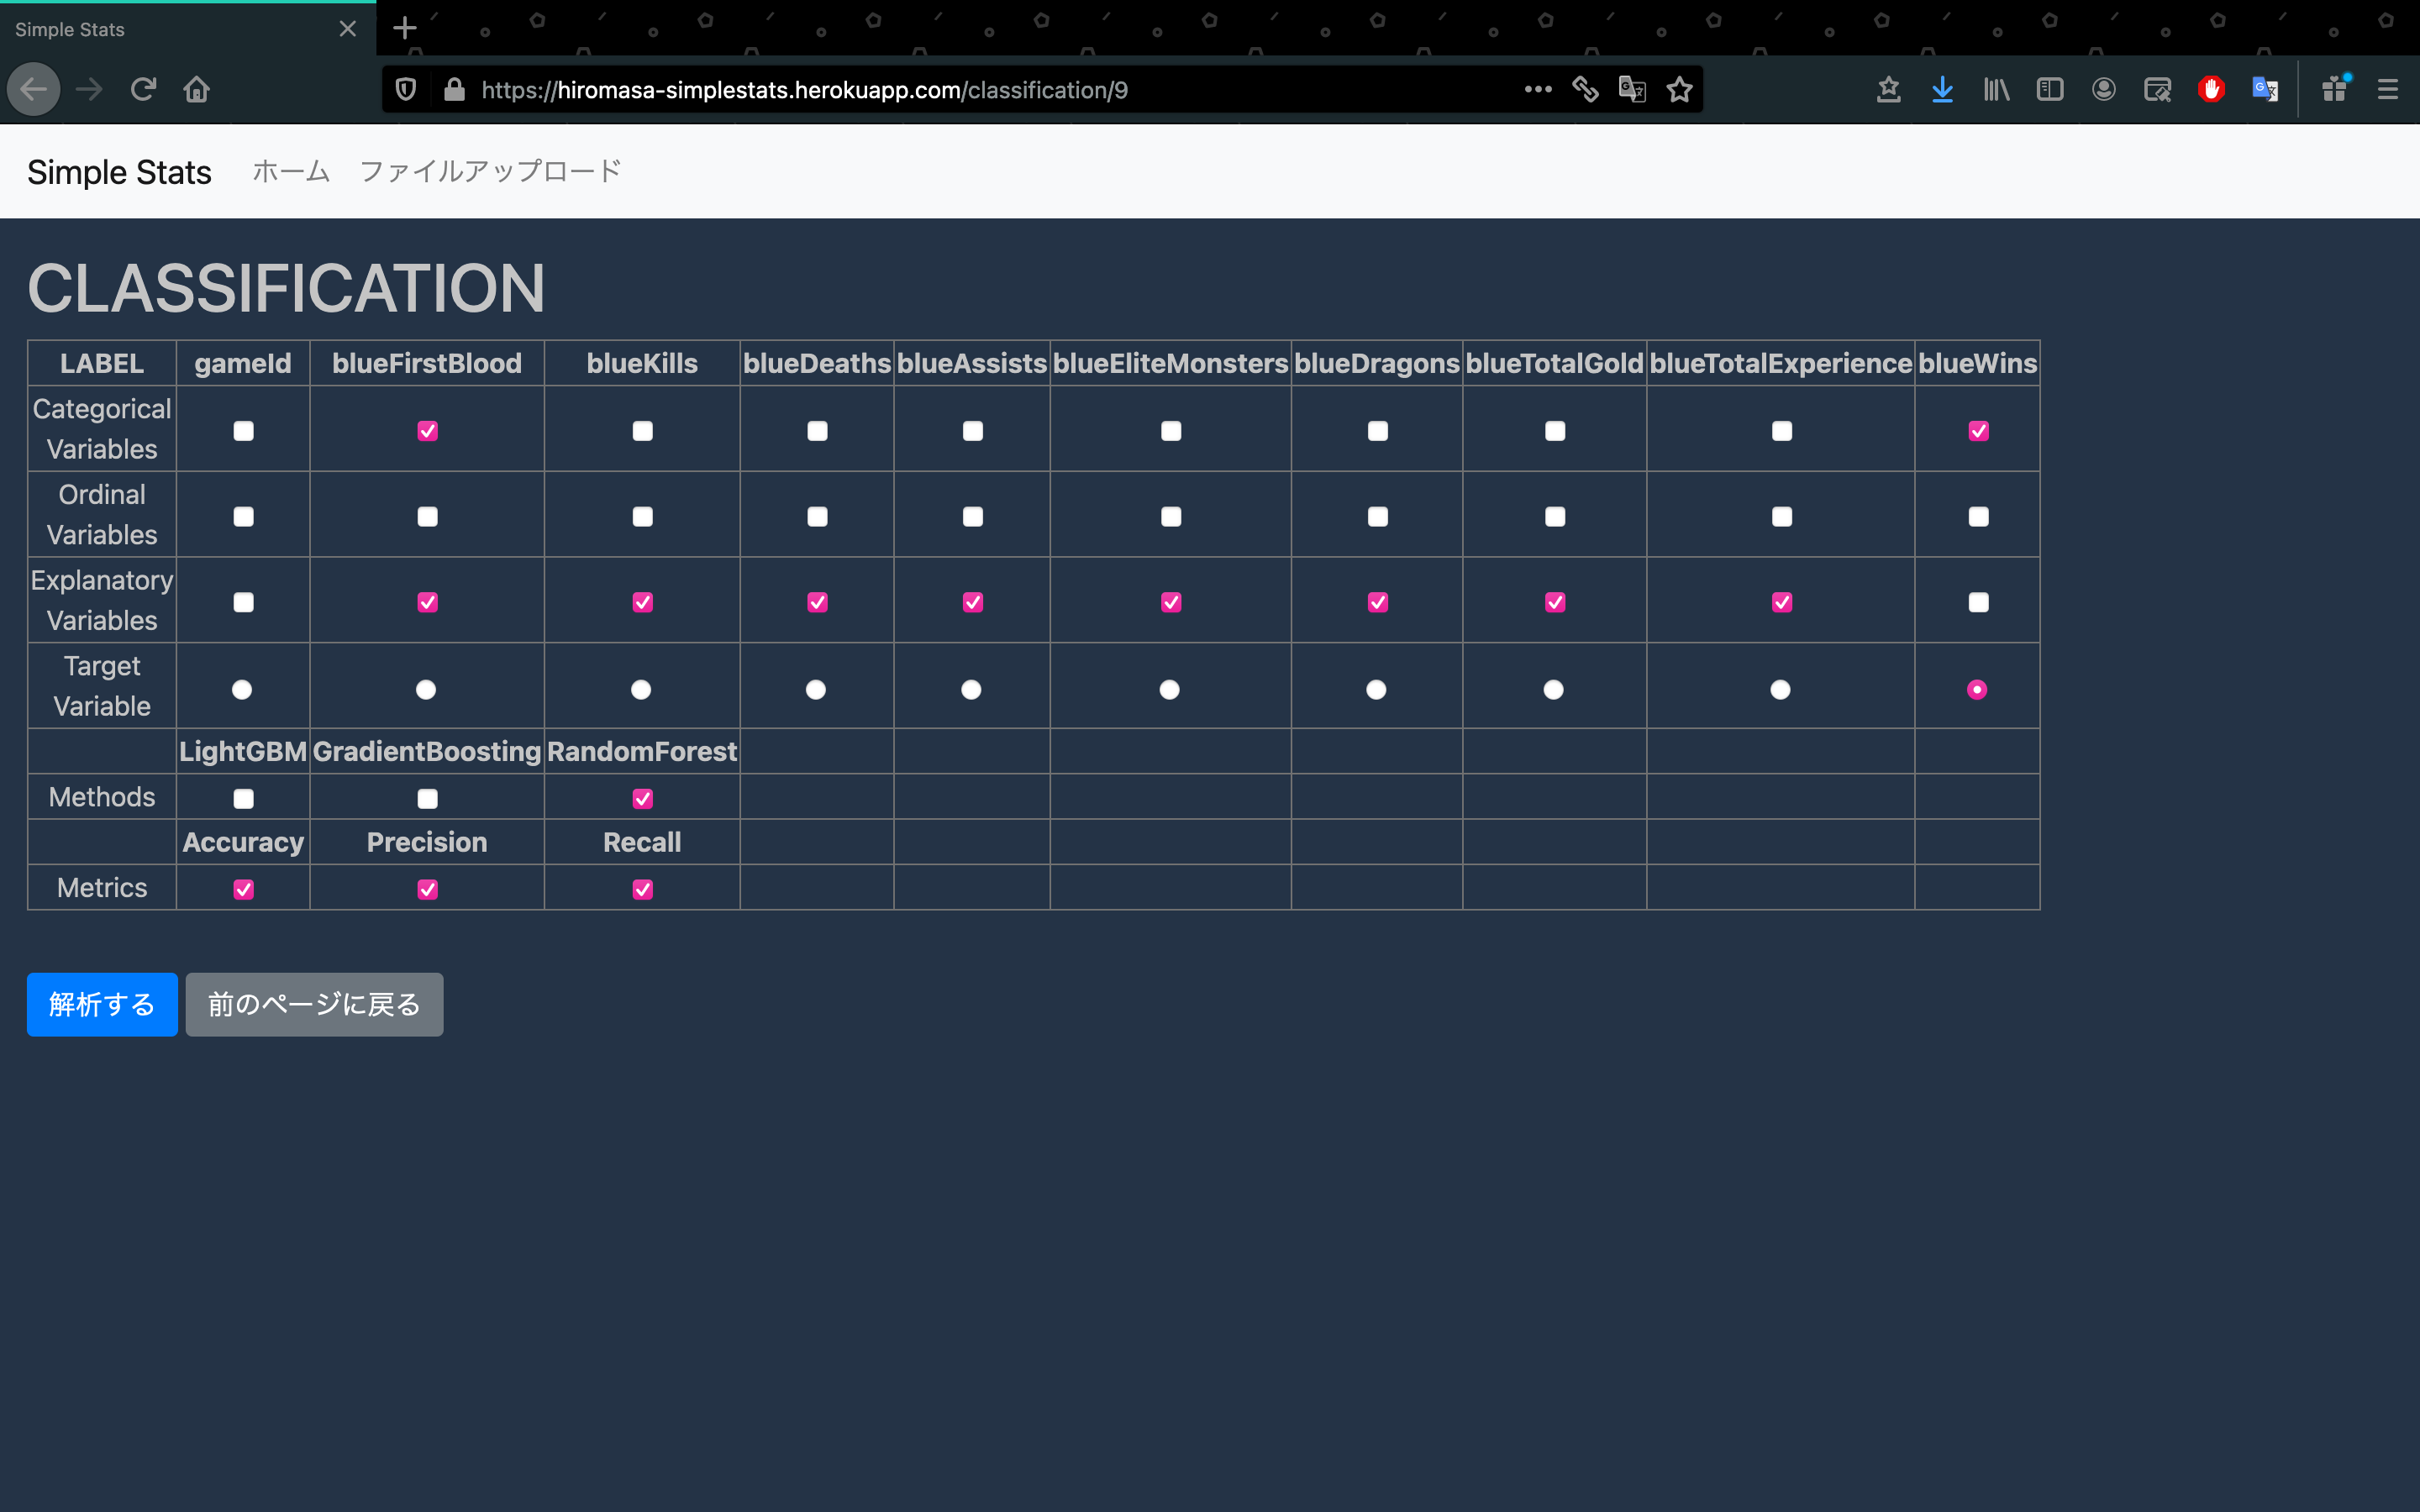 Simple Stats
https://hiromasa-simplestats.herokuapp.com/classification/9
Simple Stats ホーム ファイルアップロード
CLASSIFICATION
LABEL gameId blueFirstBlood blueKills blueDeaths blueAssists blueEliteMonsters blueDragons blueTotalGold blueTotalExperience blueWins
Categorical
Variables
Ordinal
Variables
Explanatory
Variables
Target
Variable
LightGBM GradientBoosting RandomForest
Methods
Accuracy Precision Recall
Metrics
解析する 前のページに戻る